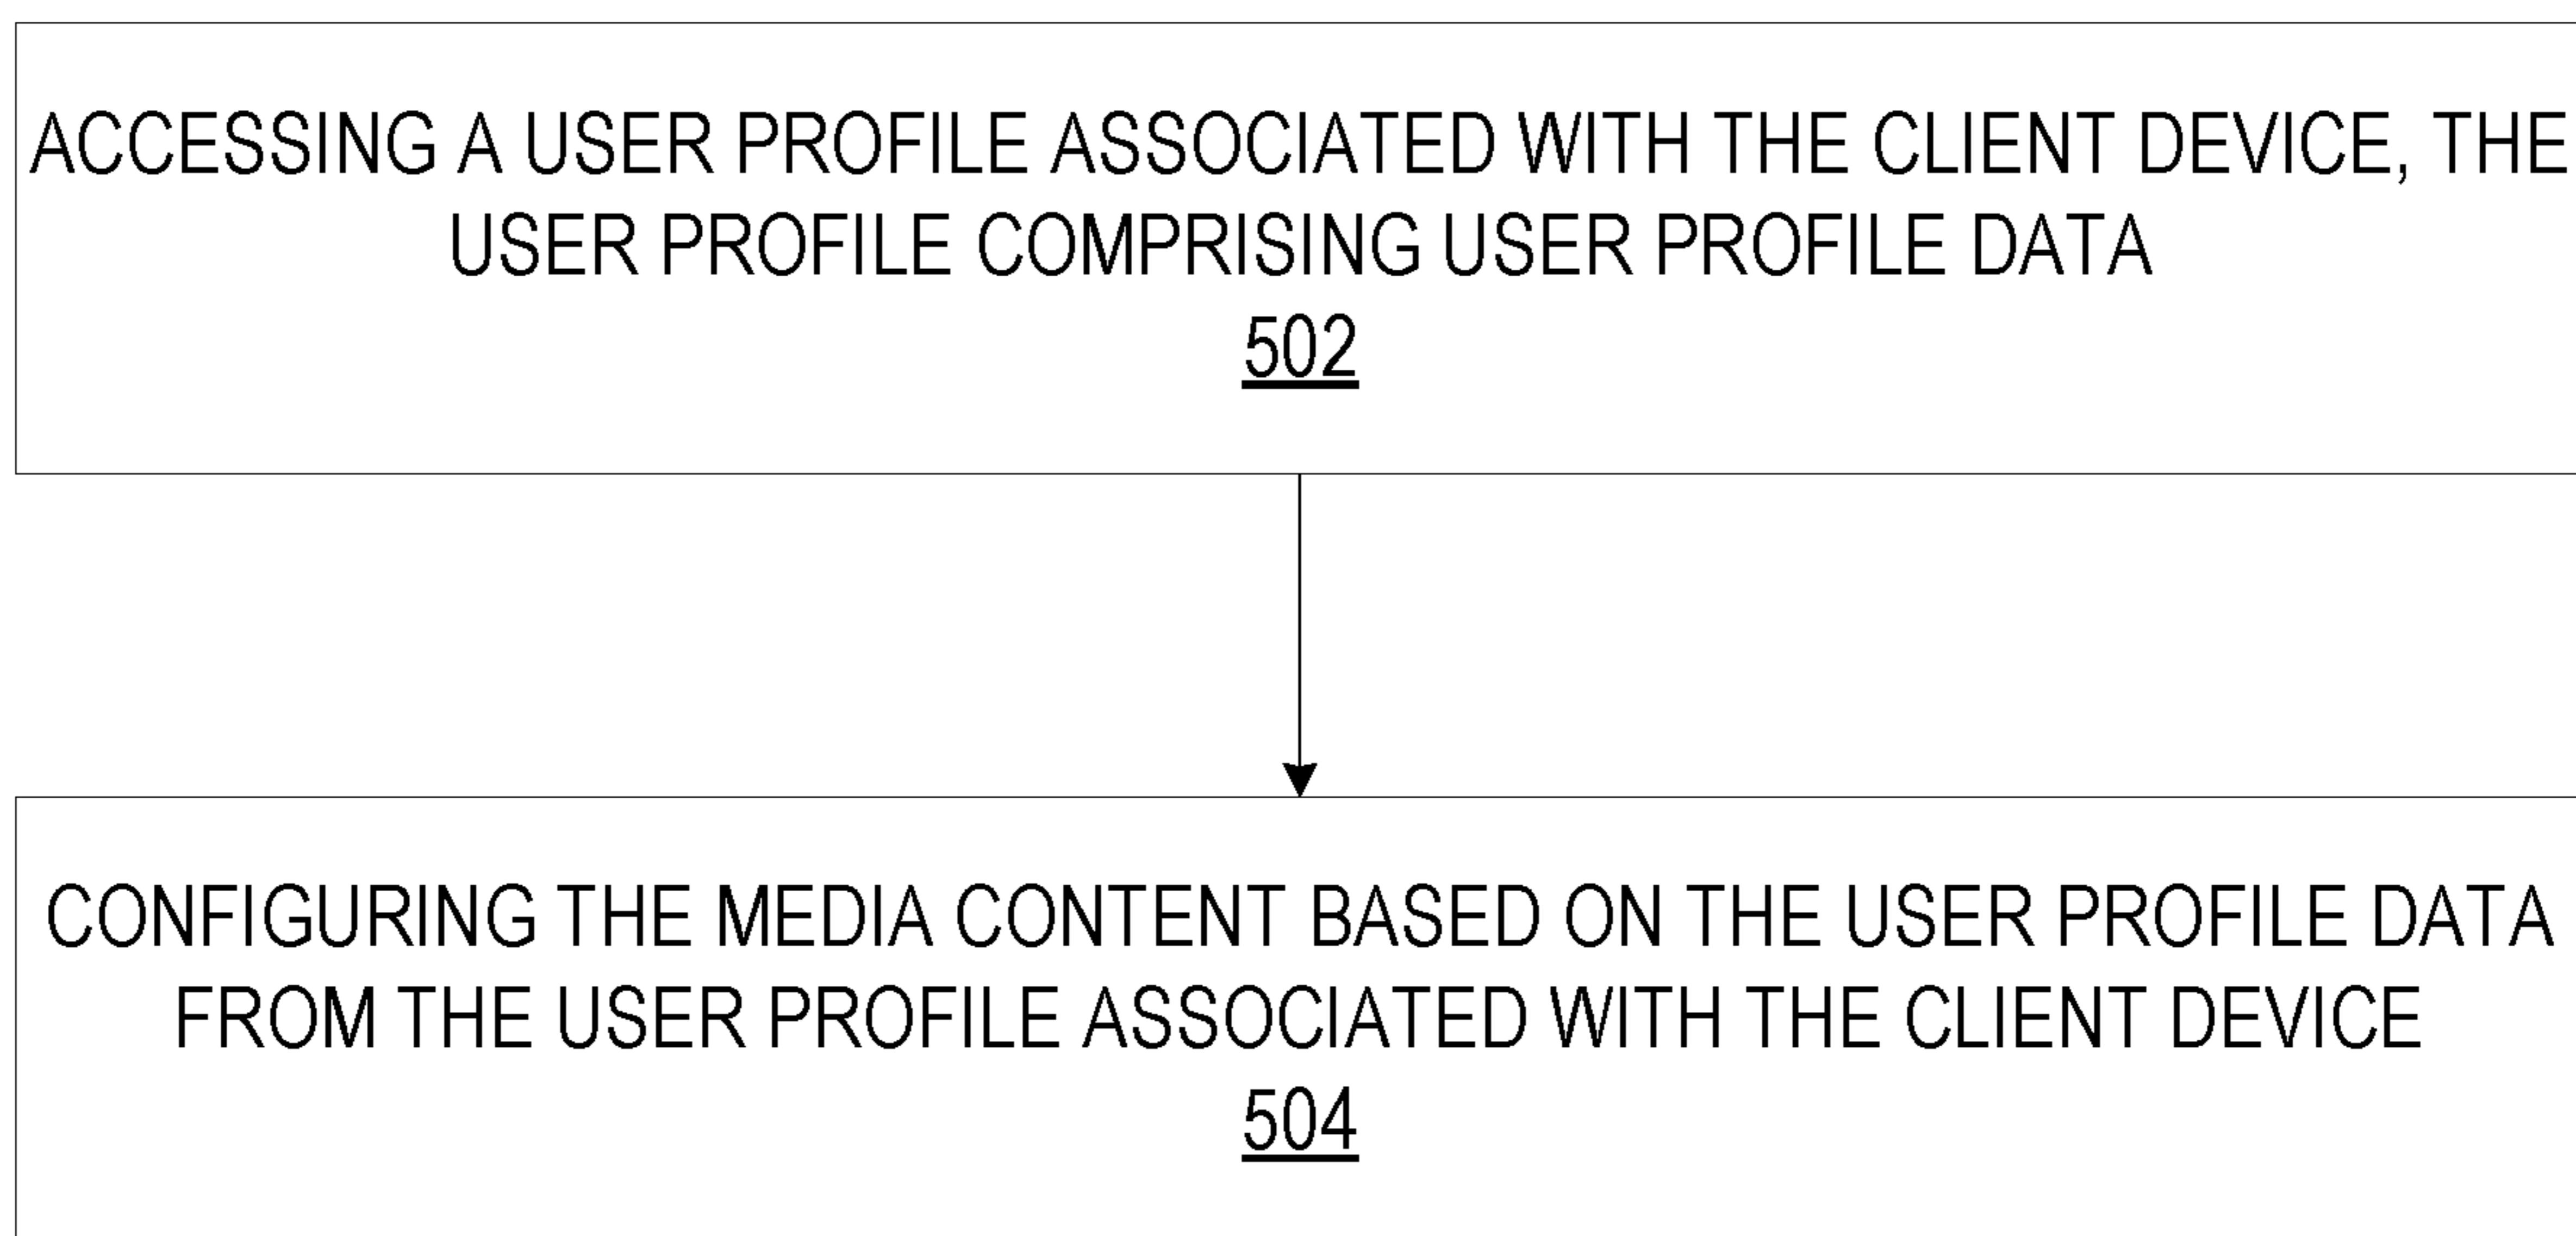 ACCESSING A USER PROFILE ASSOCIATED WITH THE CLIENT DEVICE, THE
USER PROFILE COMPRISING USER PROFILE DATA
502
CONFIGURING THE MEDIA CONTENT BASED ON THE USER PROFILE DATA
FROM THE USER PROFILE ASSOCIATED WITH THE CLIENT DEVICE
504